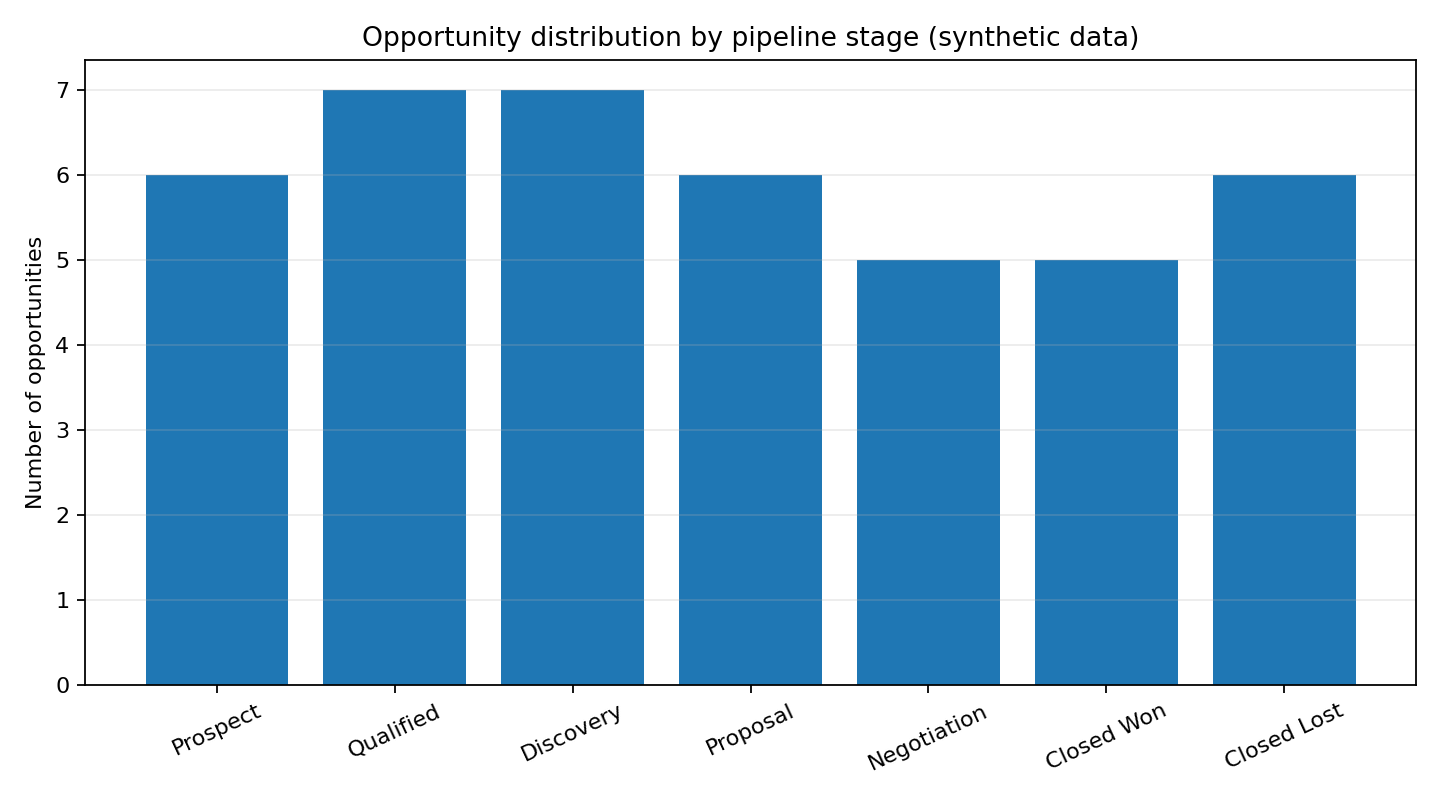 Opportunity distribution by pipeline stage (synthetic data)
Number of opportunities
7
6
5
4
3
2
1
0
Prospect
Qualified
Discovery
Proposal
Negotiation
Closed Won
Closed Lost